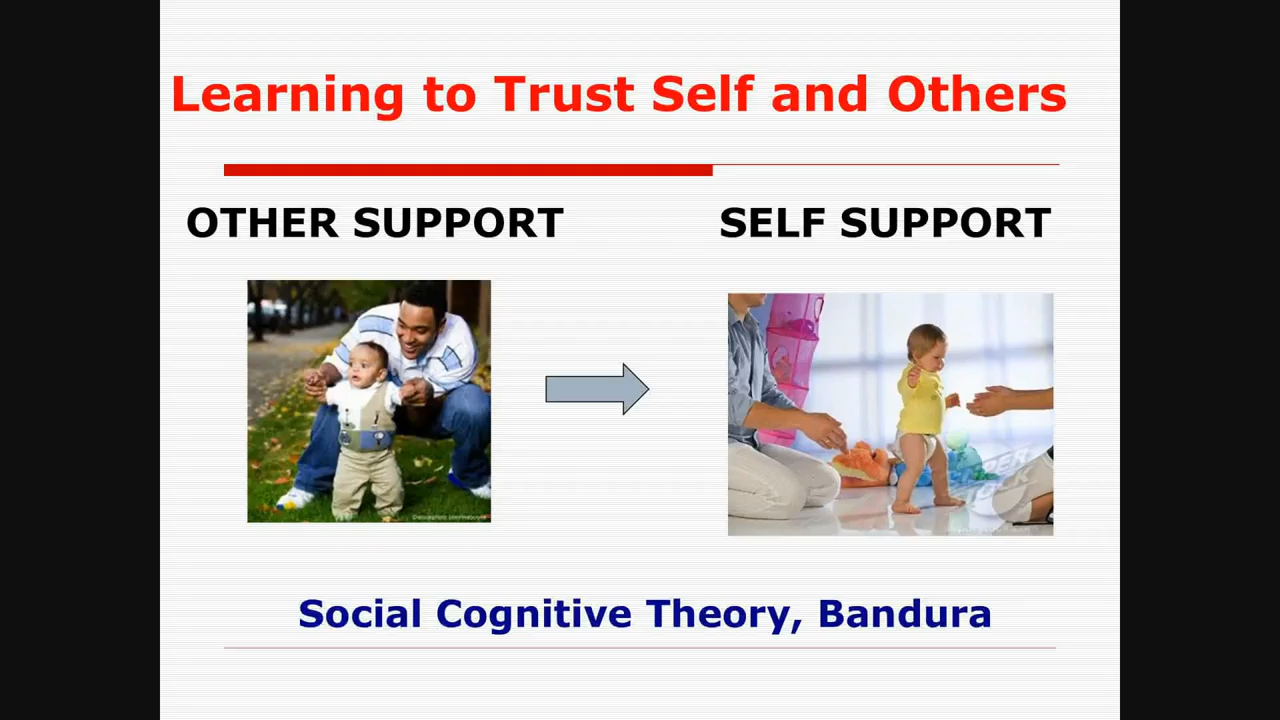 Learning to Trust Self and Others
OTHER SUPPORT
SELF SUPPORT
Social Cognitive Theory, Bandura